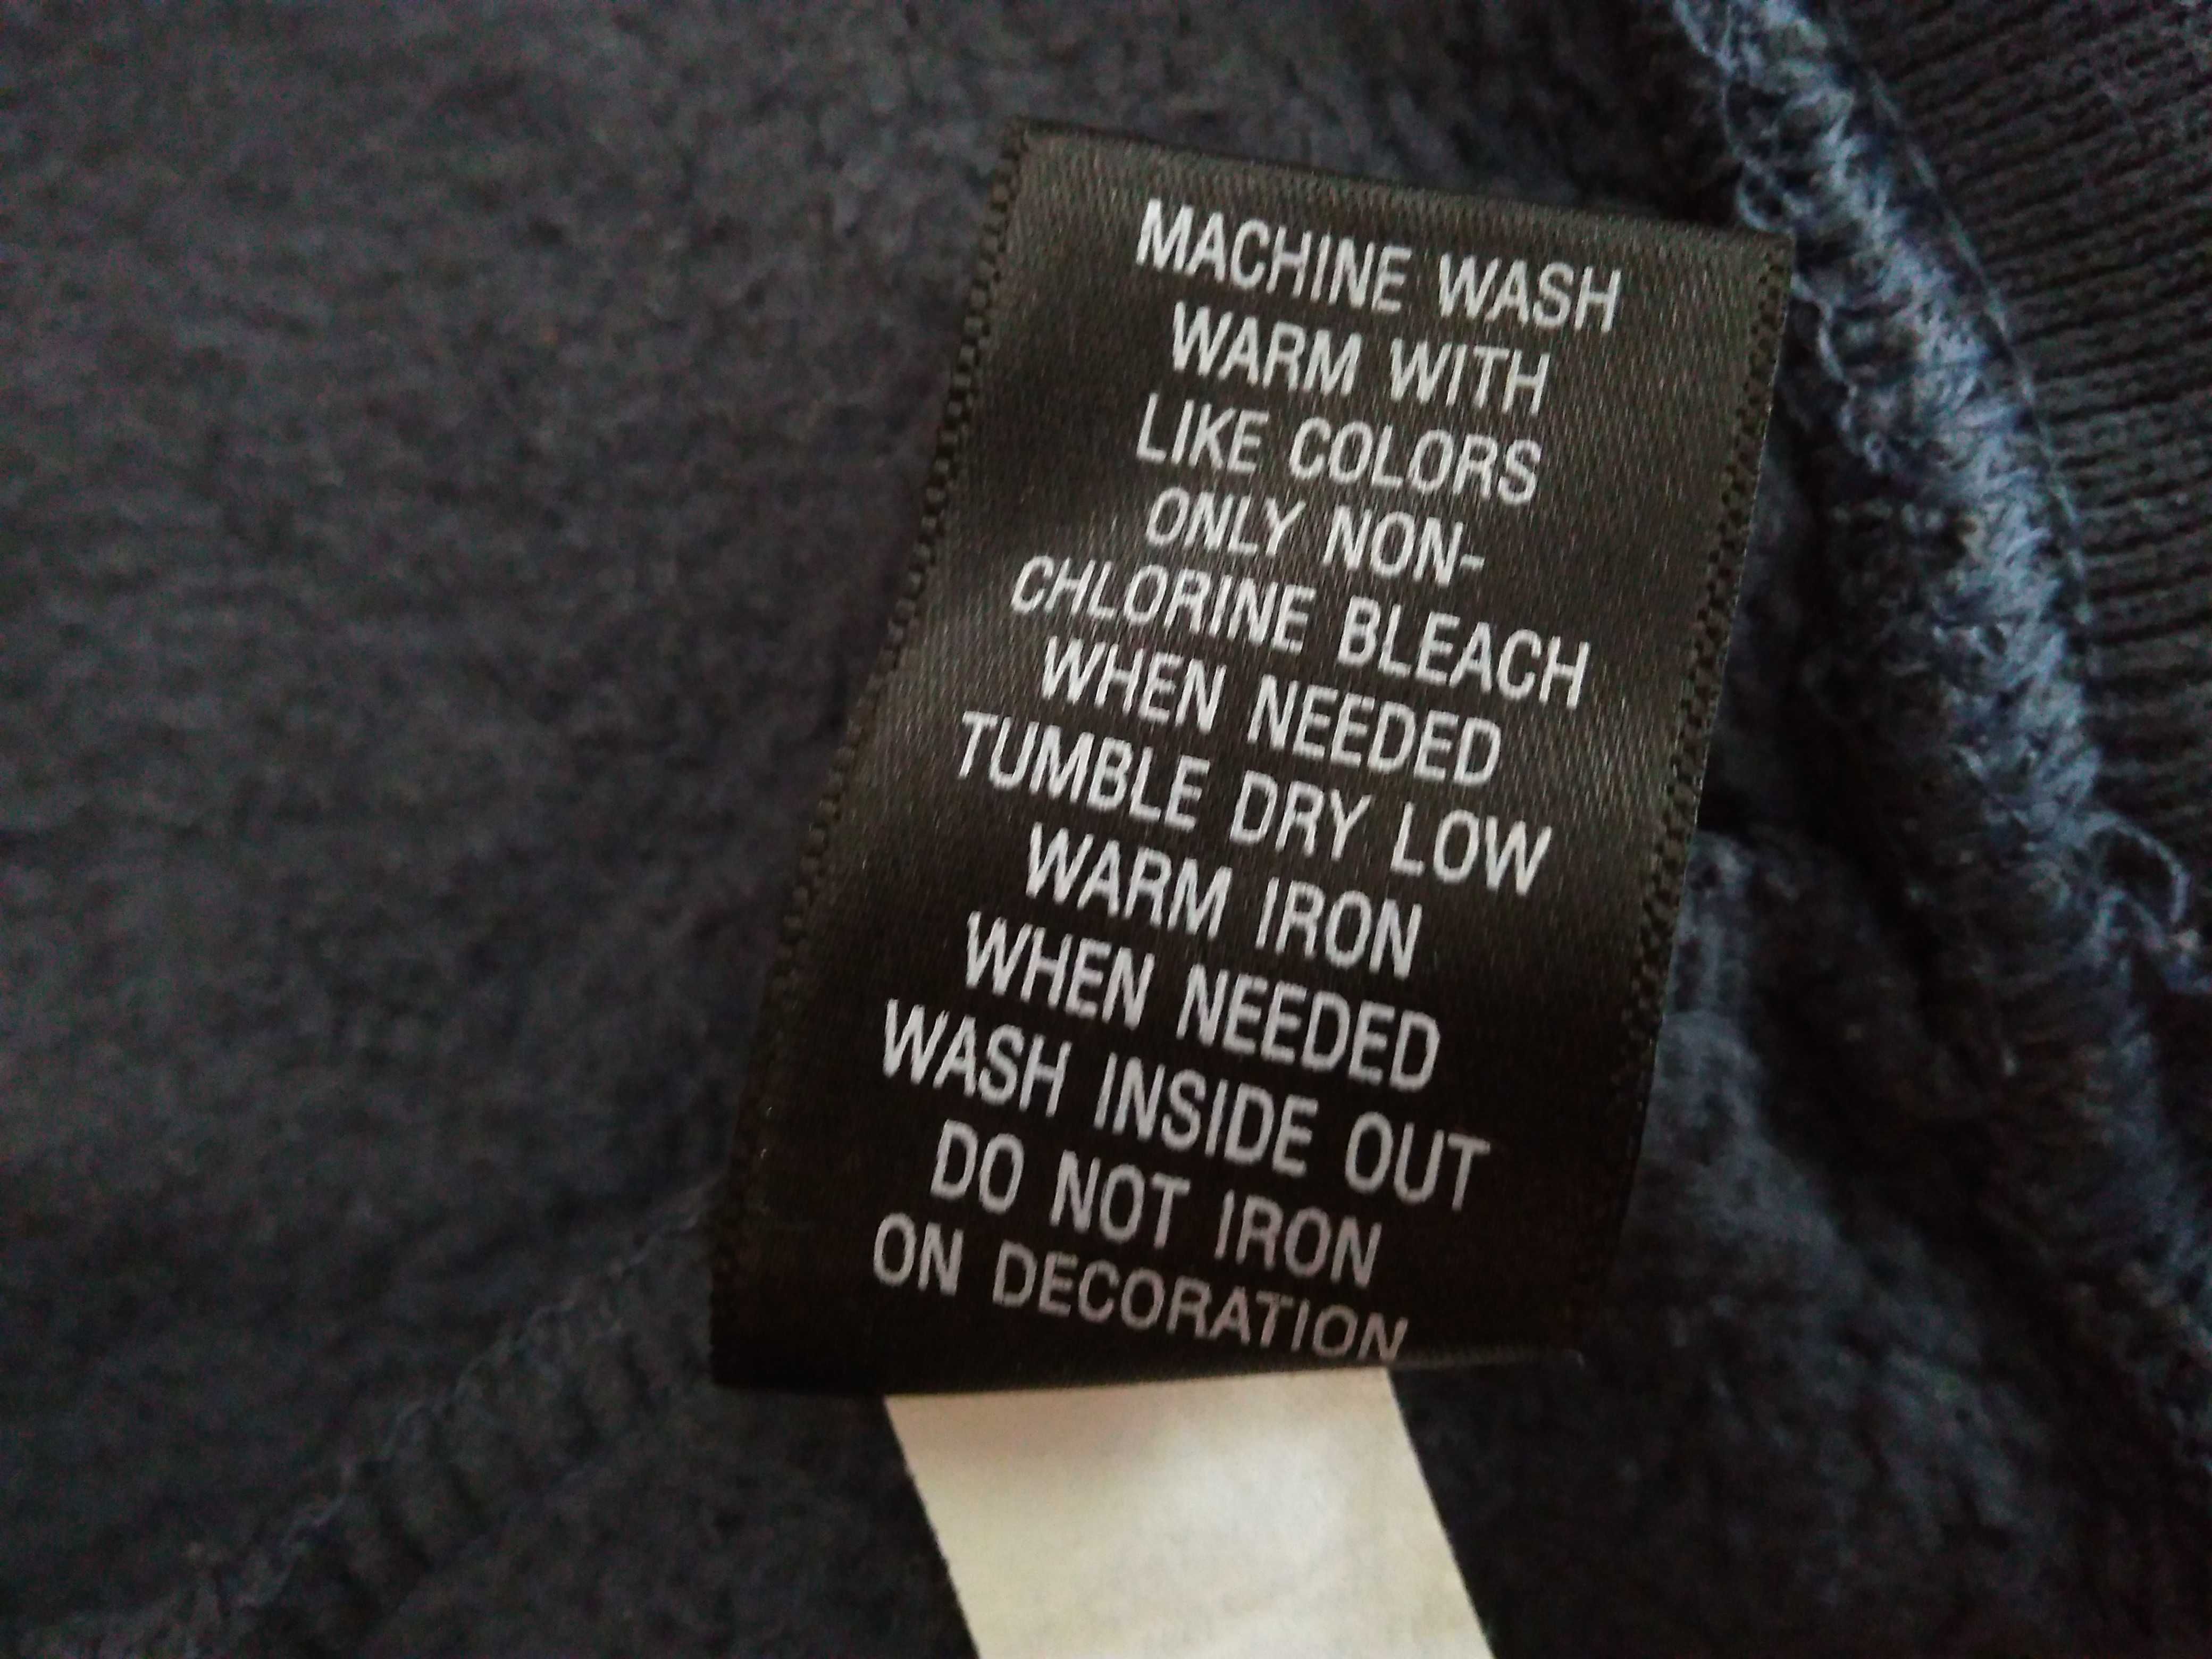 MACHINE WASH
WARM WITH
LIKE COLORS
ONLY NON-
CHLORINE BLEACH
WHEN NEEDED
TUMBLE DRY LOW
WARM IRON
WHEN NEEDED
WASH INSIDE OUT
DO NOT IRON
ON DECORATION